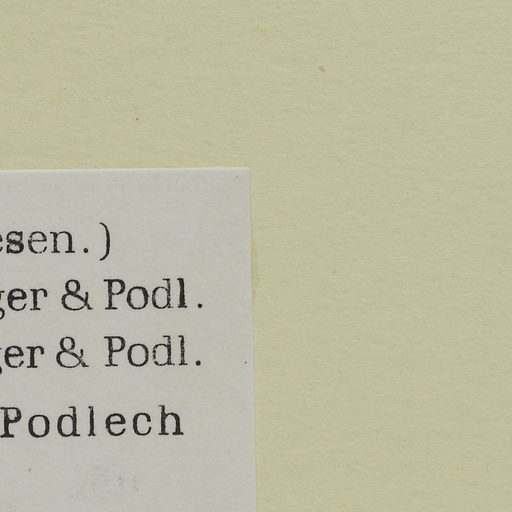 esen.)
ger & Podl.
ger & Podl.
Podlech